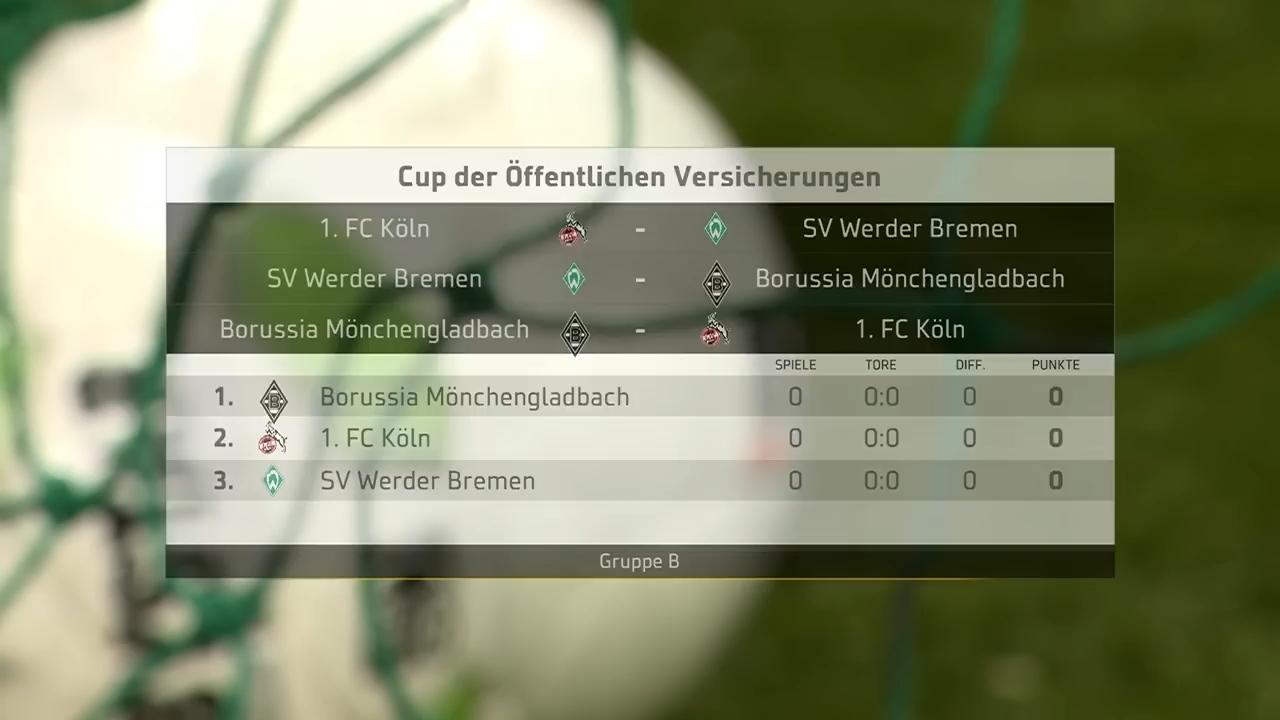 Cup der Öffentlichen Versicherungen
1. FC Köln - SV Werder Bremen
SV Werder Bremen - Borussia Mönchengladbach
Borussia Mönchengladbach - 1. FC Köln
SPIELE TORE DIFF. PUNKTE
1. Borussia Mönchengladbach 0 0:0 0 0
2. 1. FC Köln 0 0:0 0 0
3. SV Werder Bremen 0 0:0 0 0
Gruppe B